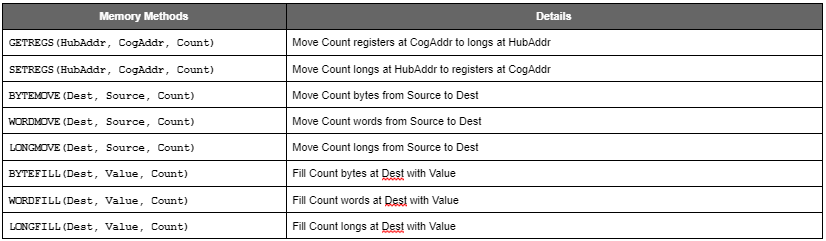 Memory Methods Details
GETREGS(HubAddr, CogAddr, Count) Move Count registers at CogAddr to longs at HubAddr
SETREGS(HubAddr, CogAddr, Count) Move Count longs at HubAddr to registers at CogAddr
BYTEMOVE(Dest, Source, Count) Move Count bytes from Source to Dest
WORDMOVE(Dest, Source, Count) Move Count words from Source to Dest
LONGMOVE(Dest, Source, Count) Move Count longs from Source to Dest
BYTEFILL(Dest, Value, Count) Fill Count bytes at Dest with Value
WORDFILL(Dest, Value, Count) Fill Count words at Dest with Value
LONGFILL(Dest, Value, Count) Fill Count longs at Dest with Value